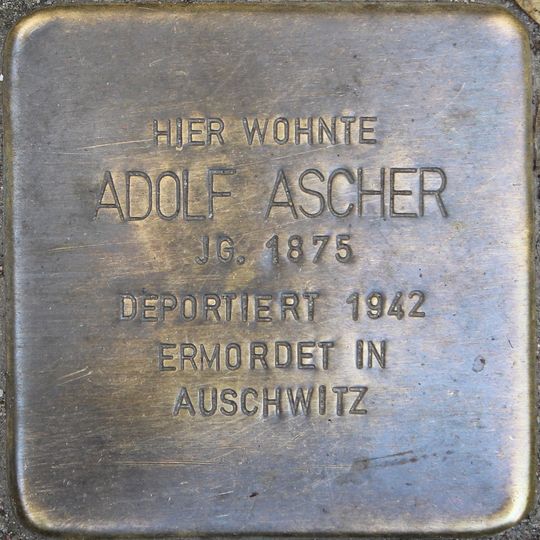 HIER WOHNTE
ADOLF ASCHER
JG. 1875
DEPORTIERT 1942
ERMORDET IN
AUSCHWITZ